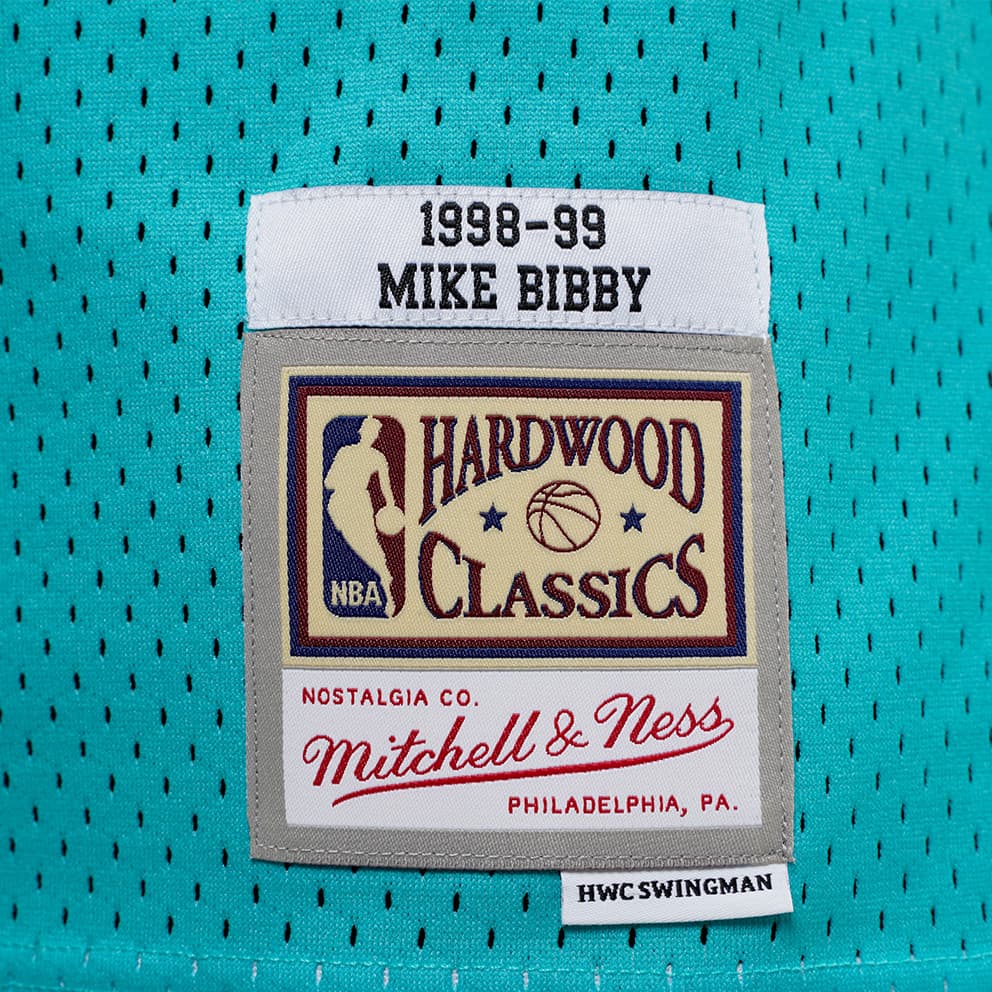 1998-99
MIKE BIBBY
HARDWOOD
CLASSICS
NBA
NOSTALGIA CO.
Mitchell & Ness
PHILADELPHIA, PA.
HWC SWINGMAN